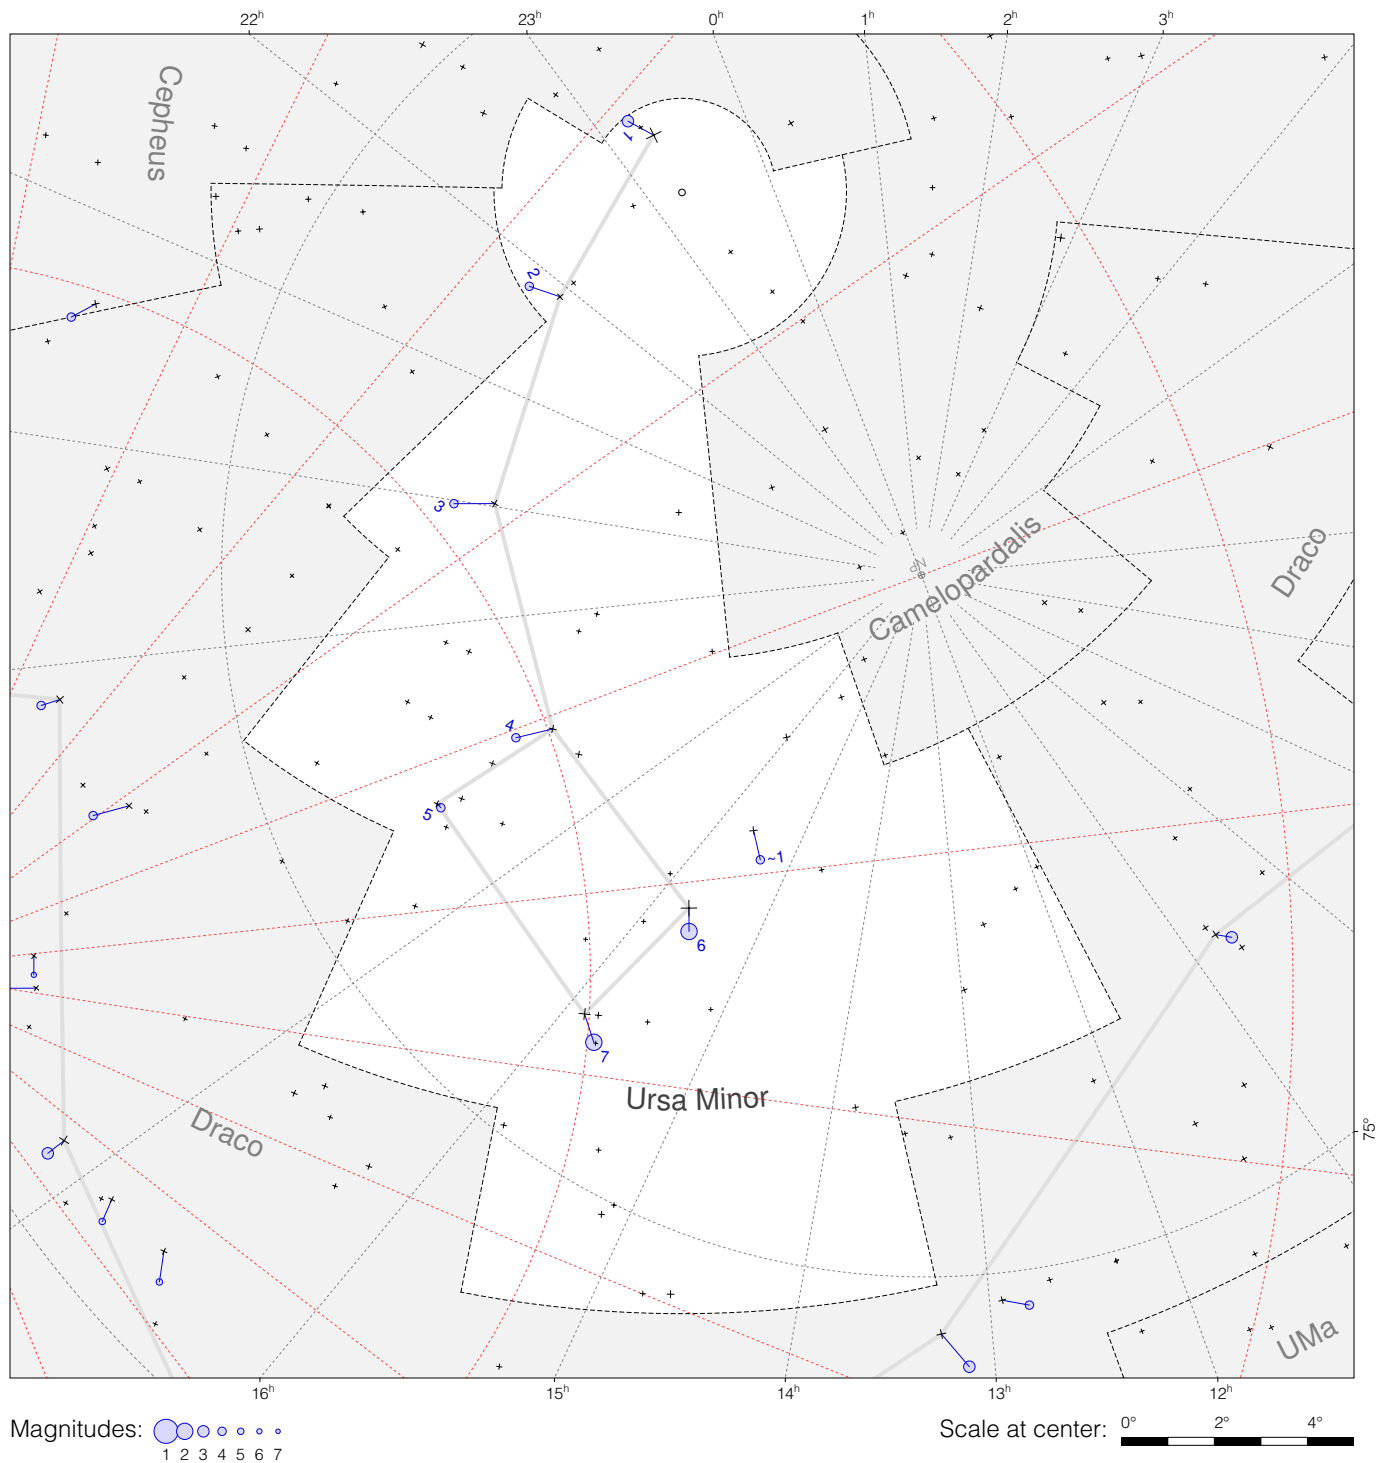 22h 23h 0h 1h 2h 3h
Cepheus
1
2
3
NP
Camelopardalis
Draco
4
5
~1
6
7
Ursa Minor
Draco
75°
UMa
16h 15h 14h 13h 12h
Magnitudes:
1 2 3 4 5 6 7
Scale at center: 0° 2° 4°